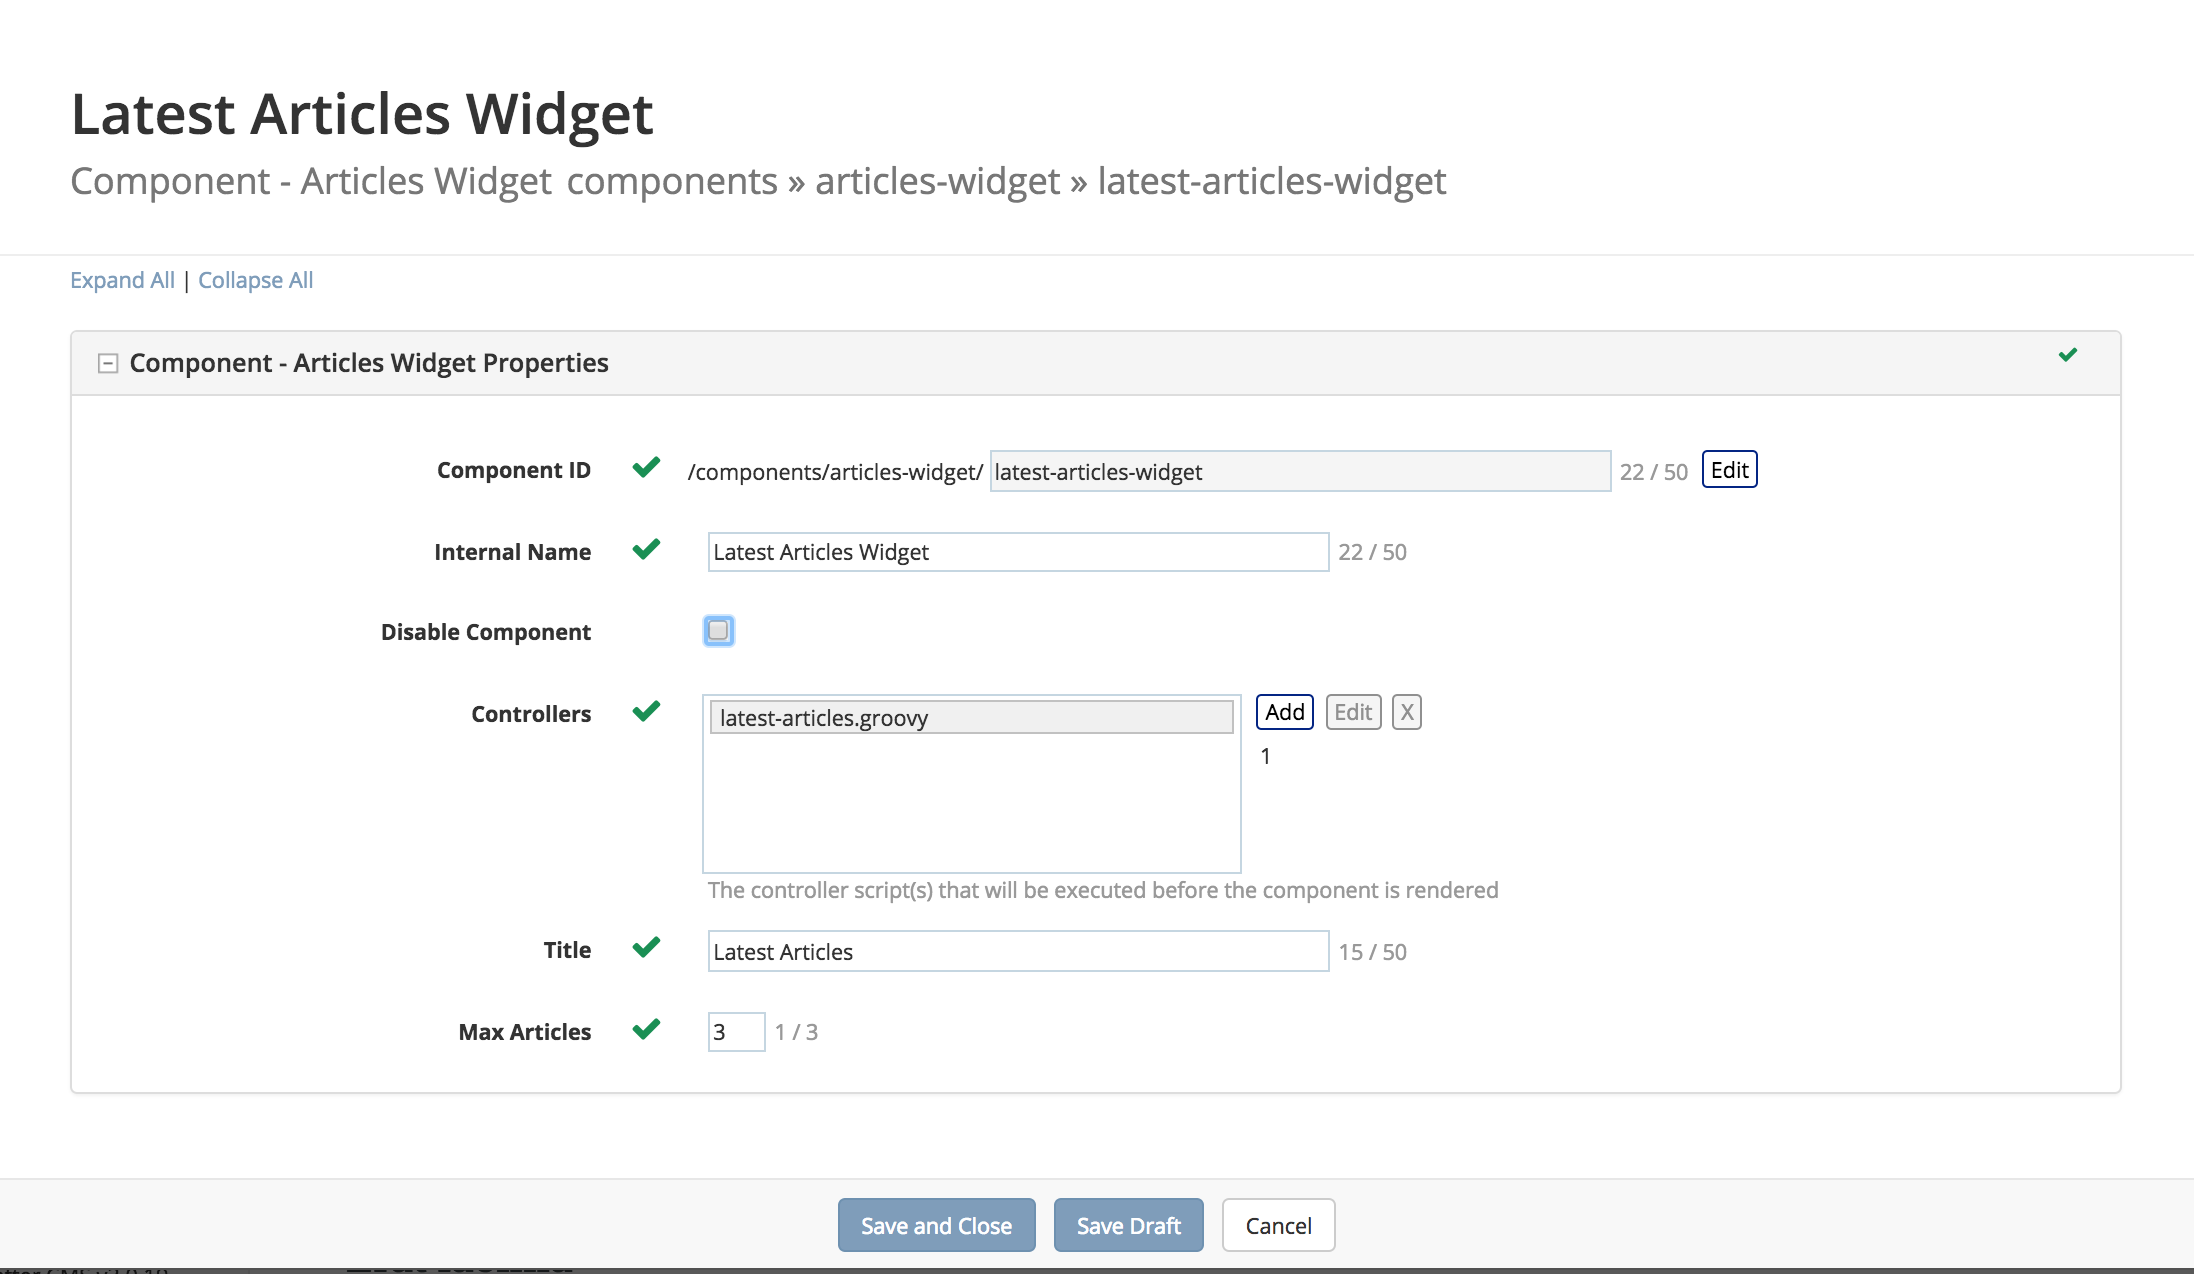 Latest Articles Widget
Component - Articles Widget components » articles-widget » latest-articles-widget
Expand All | Collapse All
Component - Articles Widget Properties
Component ID /components/articles-widget/ latest-articles-widget 22 / 50 Edit
Internal Name Latest Articles Widget 22 / 50
Disable Component
Controllers latest-articles.groovy Add Edit X
1
The controller script(s) that will be executed before the component is rendered
Title Latest Articles 15 / 50
Max Articles 3 1 / 3
Save and Close Save Draft Cancel